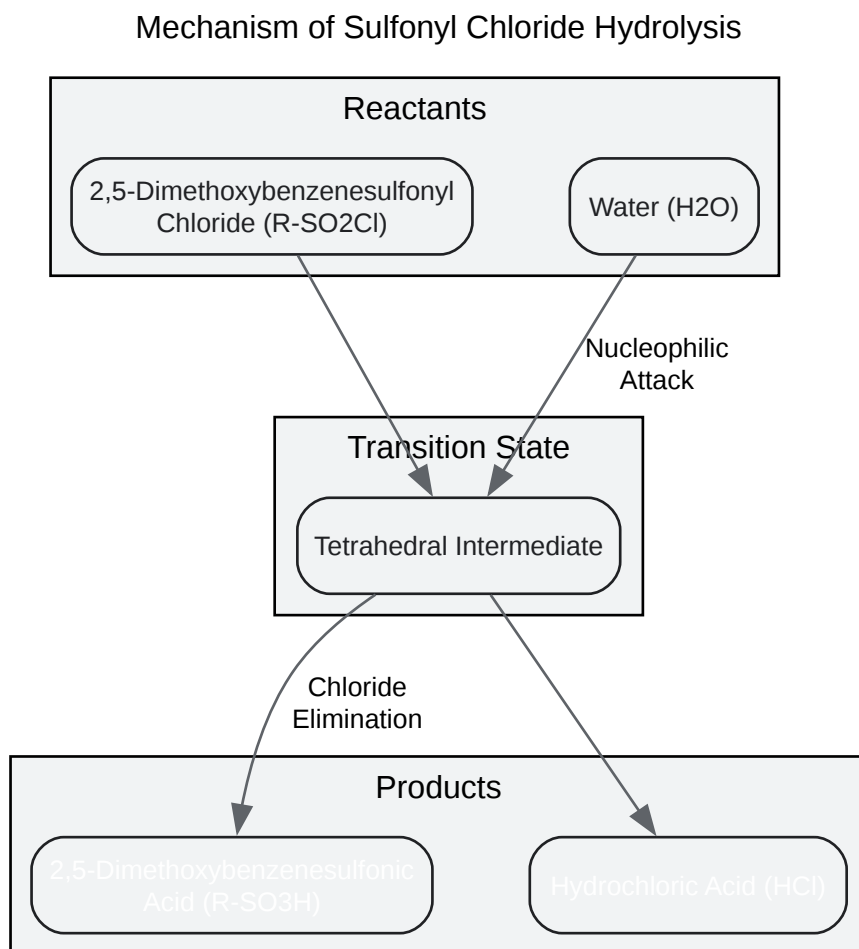 Mechanism of Sulfonyl Chloride Hydrolysis
Reactants
2,5-Dimethoxybenzenesulfonyl
Chloride (R-SO2Cl)
Water (H2O)
Nucleophilic
Attack
Transition State
Tetrahedral Intermediate
Chloride
Elimination
Products
2,5-Dimethoxybenzenesulfonic
Acid (R-SO3H)
Hydrochloric Acid (HCl)